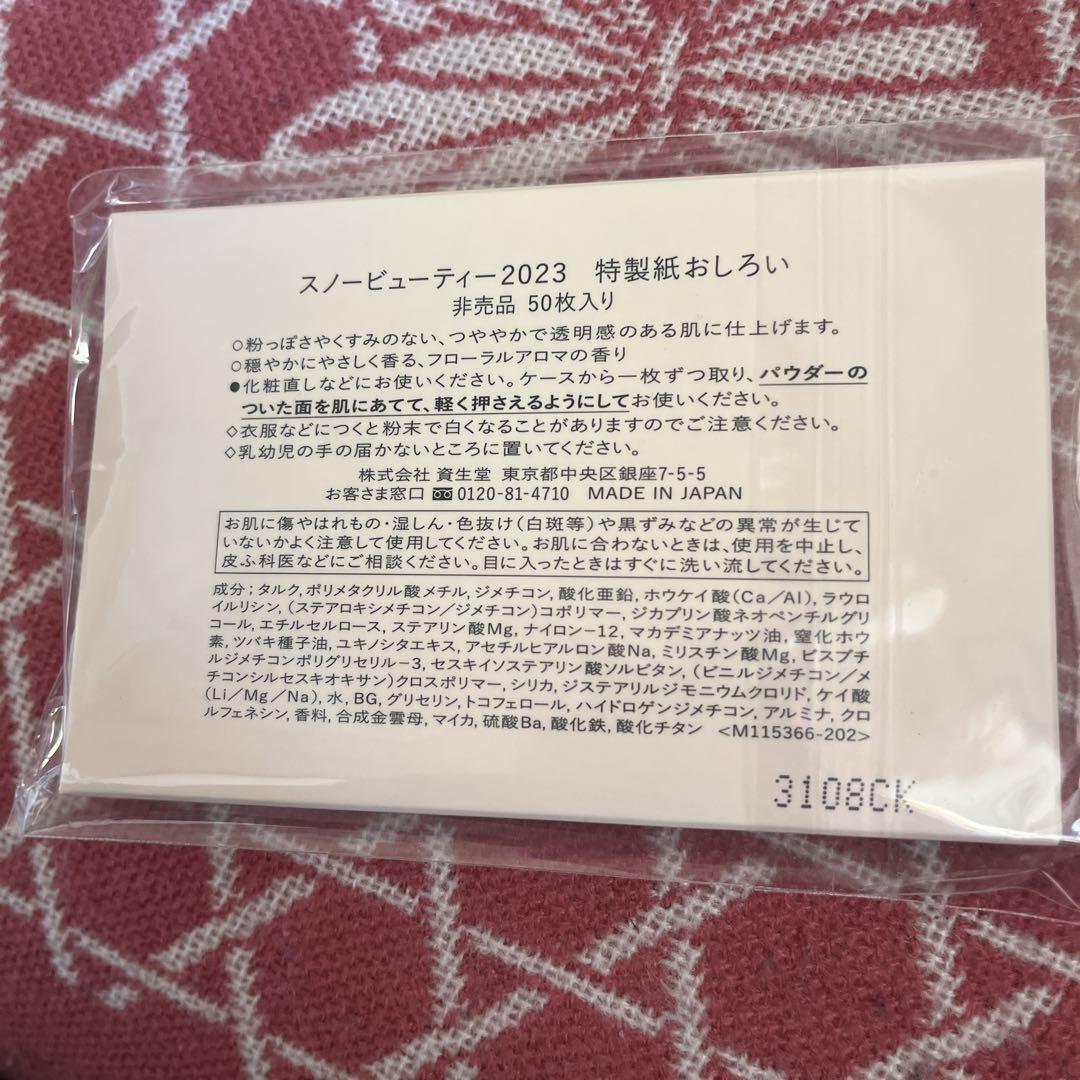 スノービューティー2023　特製紙おしろい
非売品 50枚入り
○粉っぽさやくすみのない、つややかで透明感のある肌に仕上げます。
○穏やかにやさしく香る、フローラルアロマの香り
●化粧直しなどにお使いください。ケースから一枚ずつ取り、パウダーの
ついた面を肌にあてて、軽く押さえるようにしてお使いください。
◇衣服などにつくと粉末で白くなることがありますのでご注意ください。
◇乳幼児の手の届かないところに置いてください。
株式会社 資生堂 東京都中央区銀座7-5-5
お客さま窓口 0120-81-4710 MADE IN JAPAN
お肌に傷やはれもの・湿しん・色抜け（白斑等）や黒ずみなどの異常が生じて
いないかよく注意して使用してください。お肌に合わないときは、使用を中止し、
皮ふ科医などにご相談ください。目に入ったときはすぐに洗い流してください。
成分；タルク, ポリメタクリル酸メチル, ジメチコン, 酸化亜鉛, ホウケイ酸（Ca／Al）, ラウロ
イルリシン, （ステアロキシメチコン／ジメチコン）コポリマー, ジカプリン酸ネオペンチルグリ
コール, エチルセルロース, ステアリン酸Mg, ナイロン-12, マカデミアナッツ油, 窒化ホウ
素, ツバキ種子油, ユキノシタエキス, アセチルヒアルロン酸Na, ミリスチン酸Mg, ビスブチ
ルジメチコンポリグリセリル-3, セスキイソステアリン酸ソルビタン, （ビニルジメチコン／メ
チコンシルセスキオキサン）クロスポリマー, シリカ, ジステアリルジモニウムクロリド, ケイ酸
（Li／Mg／Na）, 水, BG, グリセリン, トコフェロール, ハイドロゲンジメチコン, アルミナ, クロ
ルフェネシン, 香料, 合成金雲母, マイカ, 硫酸Ba, 酸化鉄, 酸化チタン <M115366-202>
3108CK